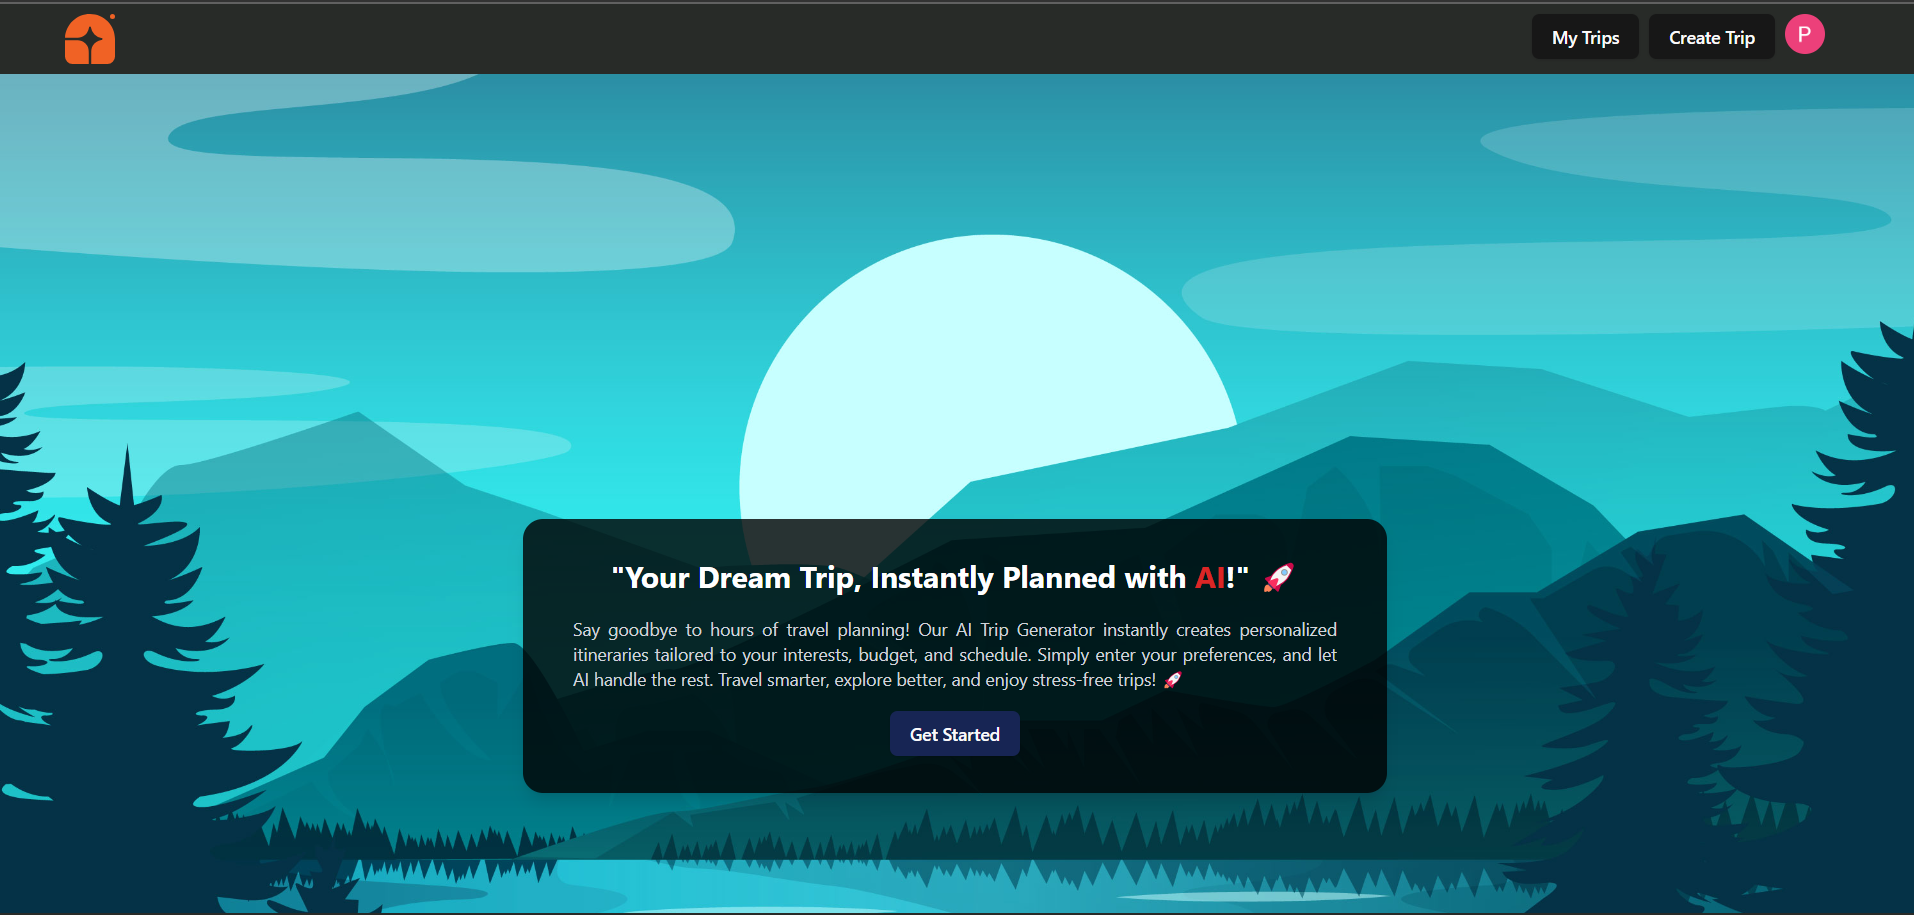 My Trips
Create Trip
P
"Your Dream Trip, Instantly Planned with AI!" 🚀
Say goodbye to hours of travel planning! Our AI Trip Generator instantly creates personalized
itineraries tailored to your interests, budget, and schedule. Simply enter your preferences, and let
AI handle the rest. Travel smarter, explore better, and enjoy stress-free trips! 🚀
Get Started